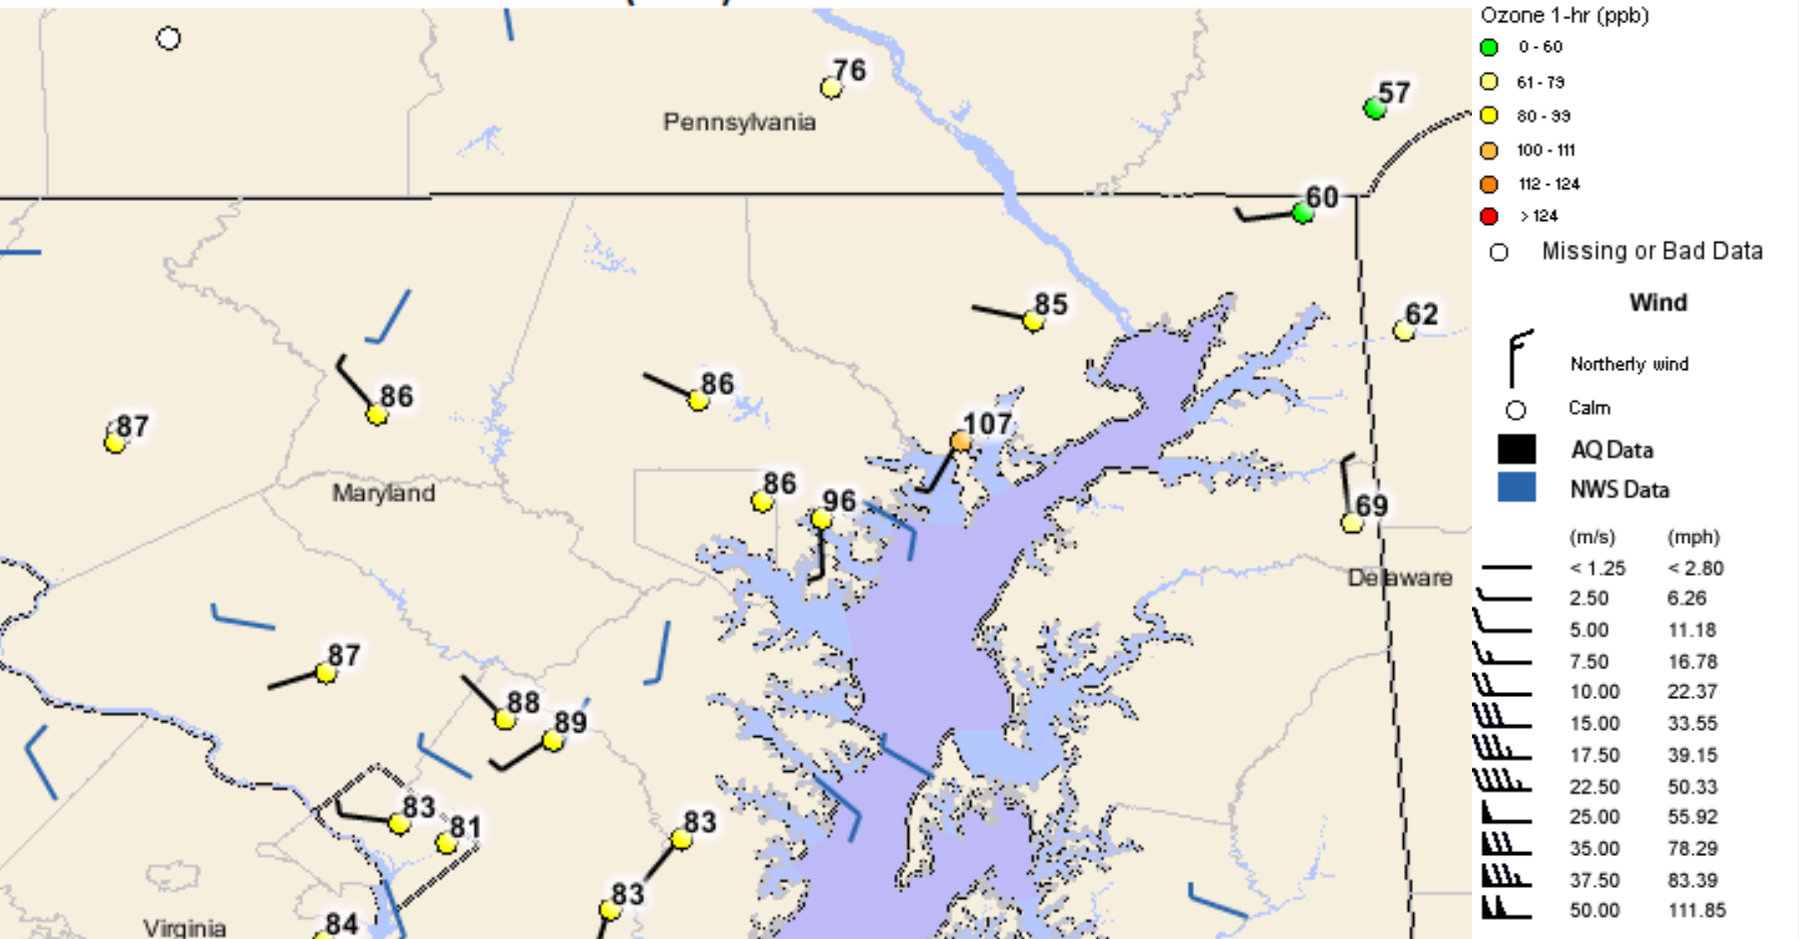 76
57
Pennsylvania
60
85
62
86
86
87
107
Maryland
86
96
69
Delaware
87
88
89
83
81
83
83
84
Virginia
Ozone 1-hr (ppb)
0 - 60
61 - 79
80 - 99
100 - 111
112 - 124
> 124
Missing or Bad Data
Wind
Northerly wind
Calm
AQ Data
NWS Data
(m/s) (mph)
< 1.25 < 2.80
2.50 6.26
5.00 11.18
7.50 16.78
10.00 22.37
15.00 33.55
17.50 39.15
22.50 50.33
25.00 55.92
35.00 78.29
37.50 83.39
50.00 111.85